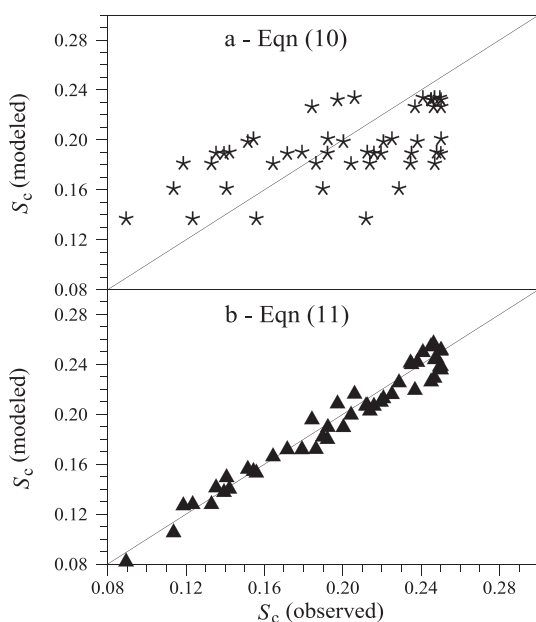 0.28
a - Eqn (10)
0.24
0.20
0.16
0.12
0.08
Sc (modeled)
b - Eqn (11)
0.28
0.24
0.20
0.16
0.12
0.08
Sc (modeled)
0.08 0.12 0.16 0.20 0.24 0.28
Sc (observed)